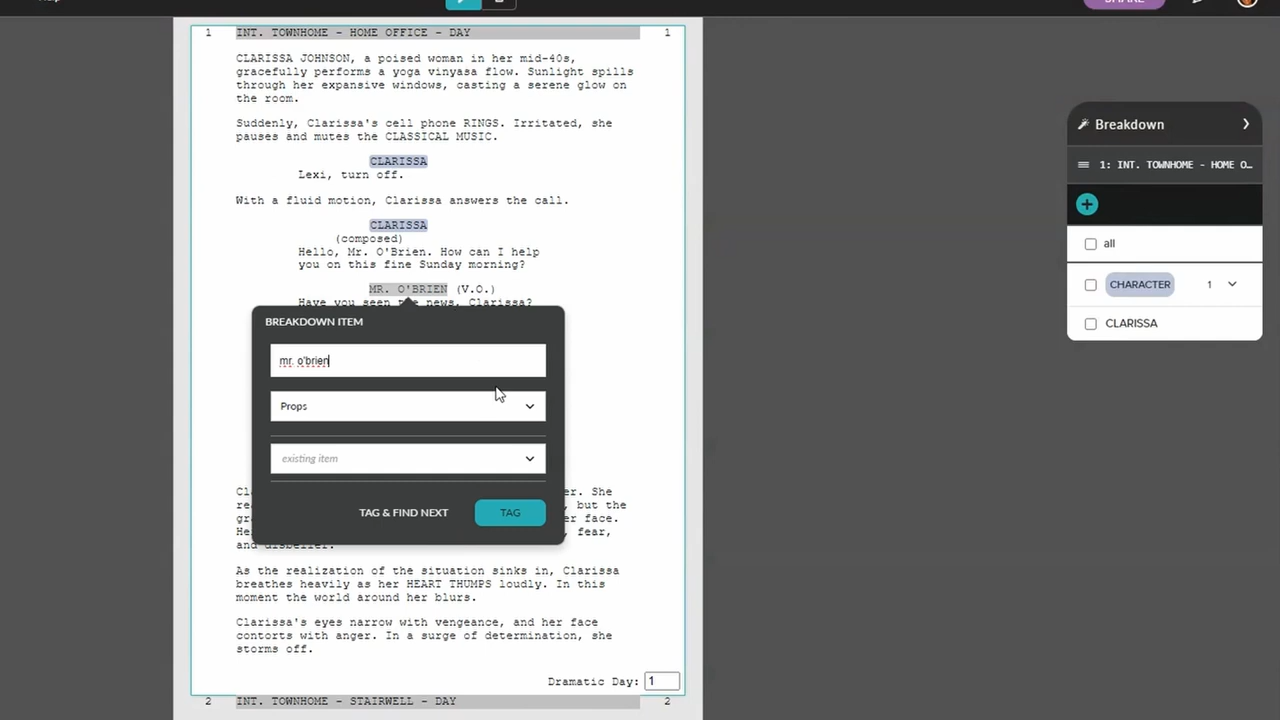 SHARE
1 INT. TOWNHOME - HOME OFFICE - DAY 1
CLARISSA JOHNSON, a poised woman in her mid-40s,
gracefully performs a yoga vinyasa flow. Sunlight spills
through her expansive windows, casting a serene glow on
the room.
Suddenly, Clarissa's cell phone RINGS. Irritated, she
pauses and mutes the CLASSICAL MUSIC.
CLARISSA
Lexi, turn off.
With a fluid motion, Clarissa answers the call.
CLARISSA
(composed)
Hello, Mr. O'Brien. How can I help
you on this fine Sunday morning?
MR. O'BRIEN (V.O.)
Have you seen the news, Clarissa?
BREAKDOWN ITEM
mr. o'brien
Props
existing item
TAG & FIND NEXT
TAG
She
but the
face.
fear,
As the realization of the situation sinks in, Clarissa
breathes heavily as her HEART THUMPS loudly. In this
moment the world around her blurs.
Clarissa's eyes narrow with vengeance, and her face
contorts with anger. In a surge of determination, she
storms off.
Dramatic Day: 1
2 INT. TOWNHOME - STAIRWELL - DAY 2
Breakdown
1: INT. TOWNHOME - HOME O…
all
CHARACTER 1
CLARISSA